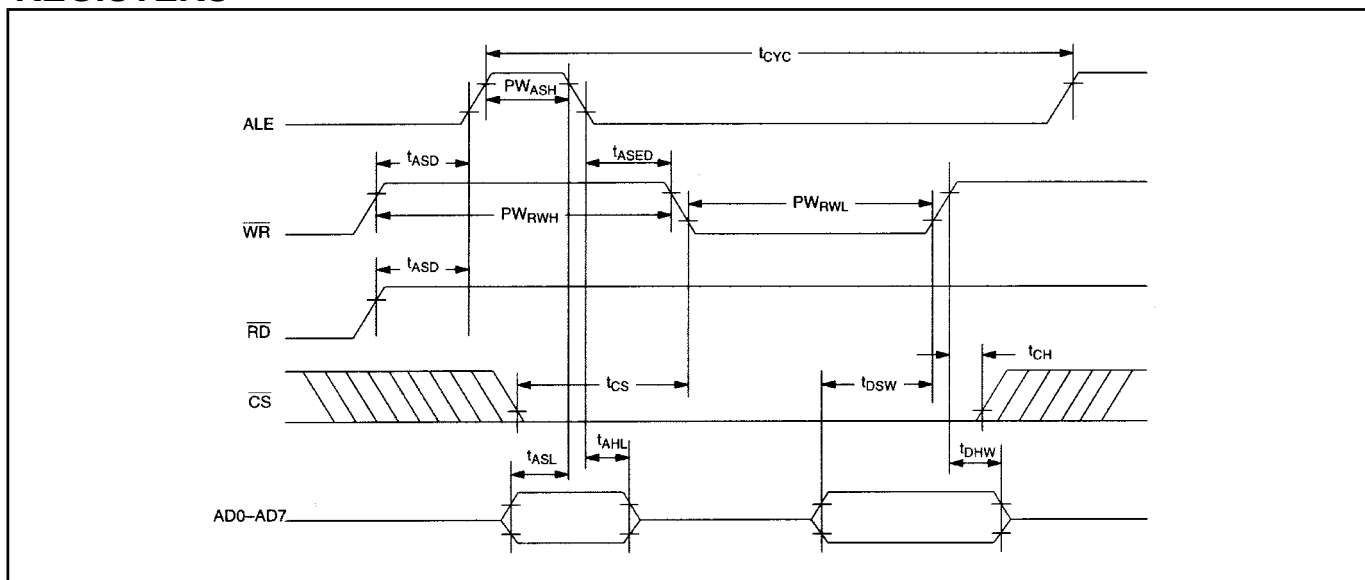 REGISTERS
tCYC
PWASH
ALE
tASD
tASED
PWRWH
PWRWL
WR
tASD
RD
tCH
tCS
tDSW
CS
tAHL
tASL
tDHW
AD0–AD7